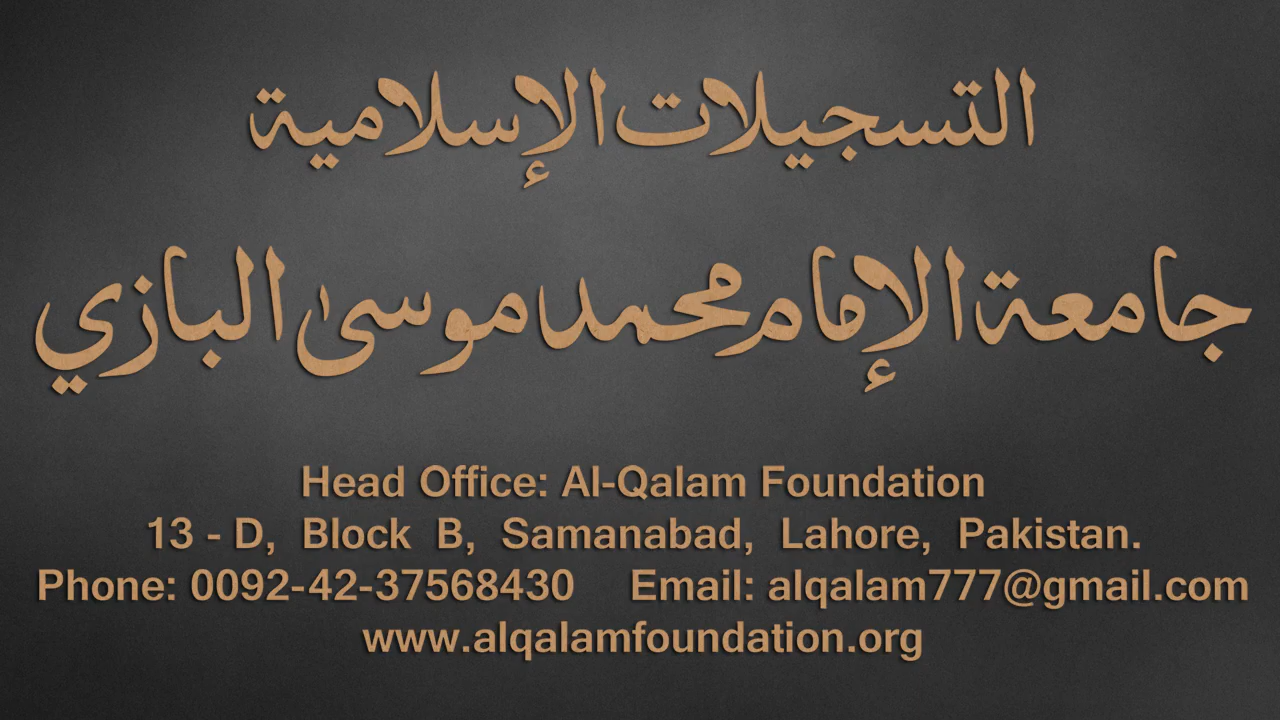 التسجيلات الإسلامية
جامعة الإمام محمد موسىٰ البازي
Head Office: Al-Qalam Foundation
13 - D, Block B, Samanabad, Lahore, Pakistan.
Phone: 0092-42-37568430 Email: alqalam777@gmail.com
www.alqalamfoundation.org